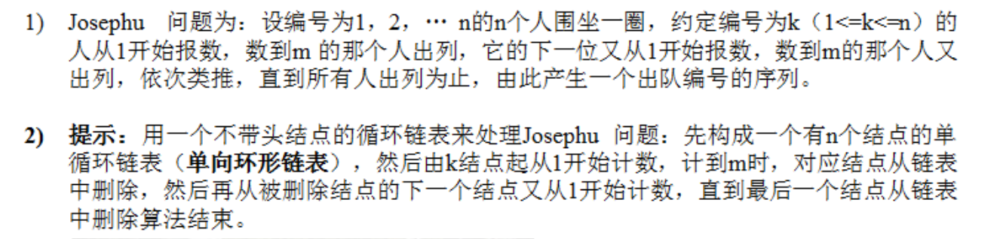 1) Josephu 问题为：设编号为1，2，… n的n个人围坐一圈，约定编号为k（1<=k<=n）的
人从1开始报数，数到m 的那个人出列，它的下一位又从1开始报数，数到m的那个人又
出列，依次类推，直到所有人出列为止，由此产生一个出队编号的序列。
2) 提示：用一个不带头结点的循环链表来处理Josephu 问题：先构成一个有n个结点的单
循环链表（单向环形链表），然后由k结点起从1开始计数，计到m时，对应结点从链表
中删除，然后再从被删除结点的下一个结点又从1开始计数，直到最后一个结点从链表
中删除算法结束。